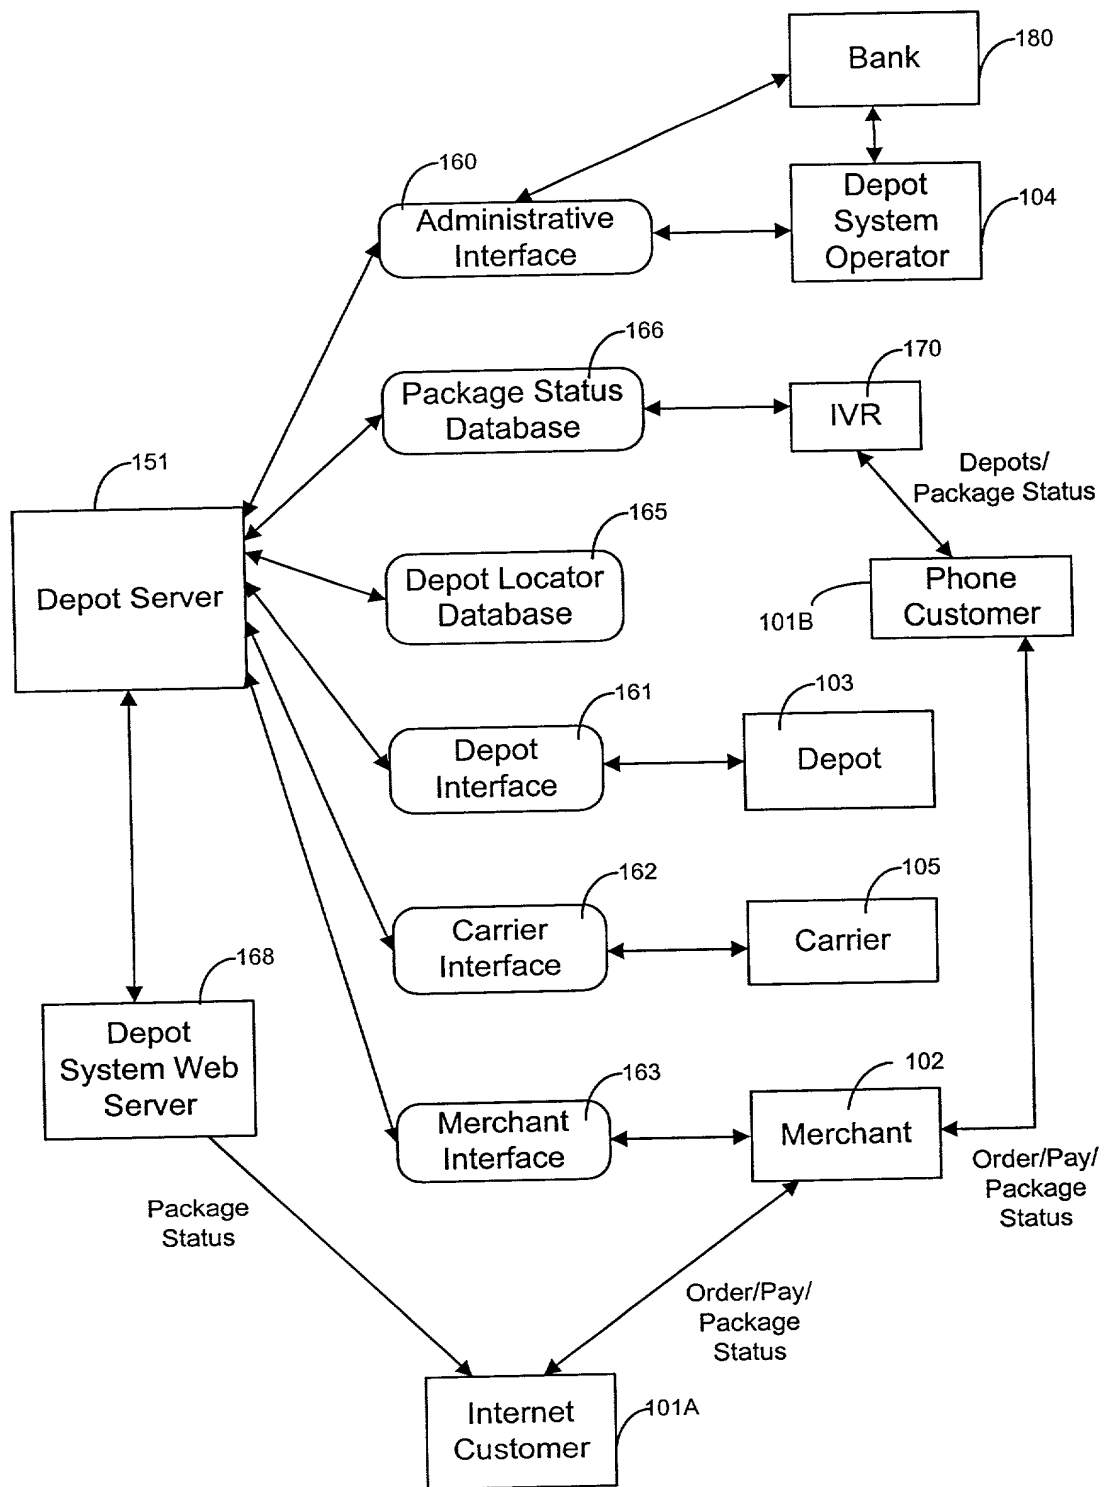 180
Bank
160
Administrative
Interface
Depot
System
Operator
104
166
Package Status
Database
170
IVR
Depots/
Package Status
151
Depot Server
165
Depot Locator
Database
Phone
Customer
101B
161
Depot
Interface
103
Depot
162
Carrier
Interface
105
Carrier
168
Depot
System Web
Server
163
Merchant
Interface
102
Merchant
Order/Pay/
Package
Status
Package
Status
Order/Pay/
Package
Status
Internet
Customer
101A